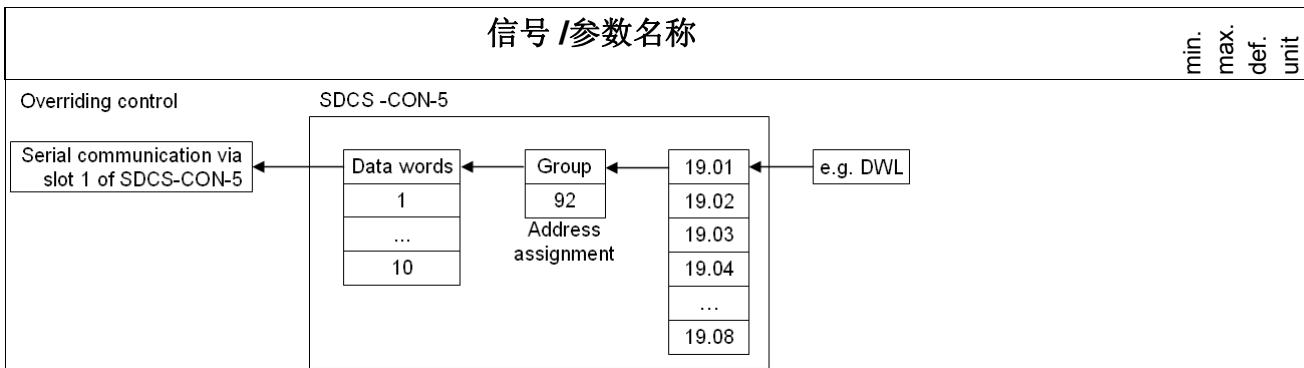 信号 /参数名称
min.
max.
def.
unit
Overriding control
SDCS -CON-5
Serial communication via
slot 1 of SDCS-CON-5
Data words
1
...
10
Group
92
Address
assignment
19.01
19.02
19.03
19.04
...
19.08
e.g. DWL